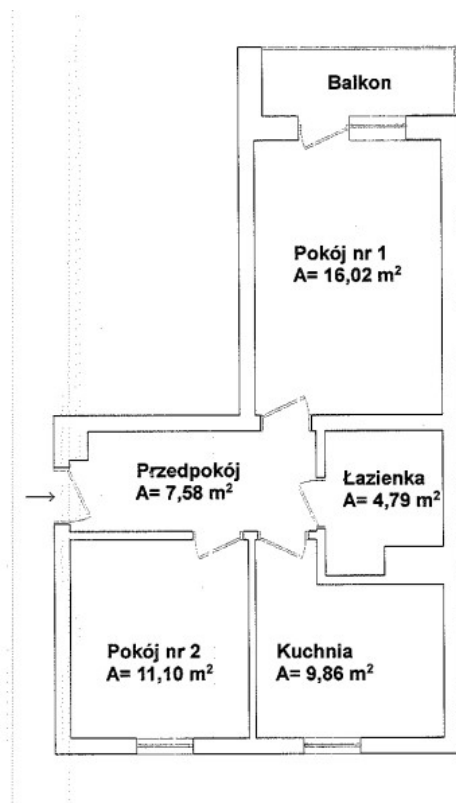 Balkon
Pokój nr 1
A= 16,02 m²
Przedpokój
A= 7,58 m²
Łazienka
A= 4,79 m²
Pokój nr 2
A= 11,10 m²
Kuchnia
A= 9,86 m²